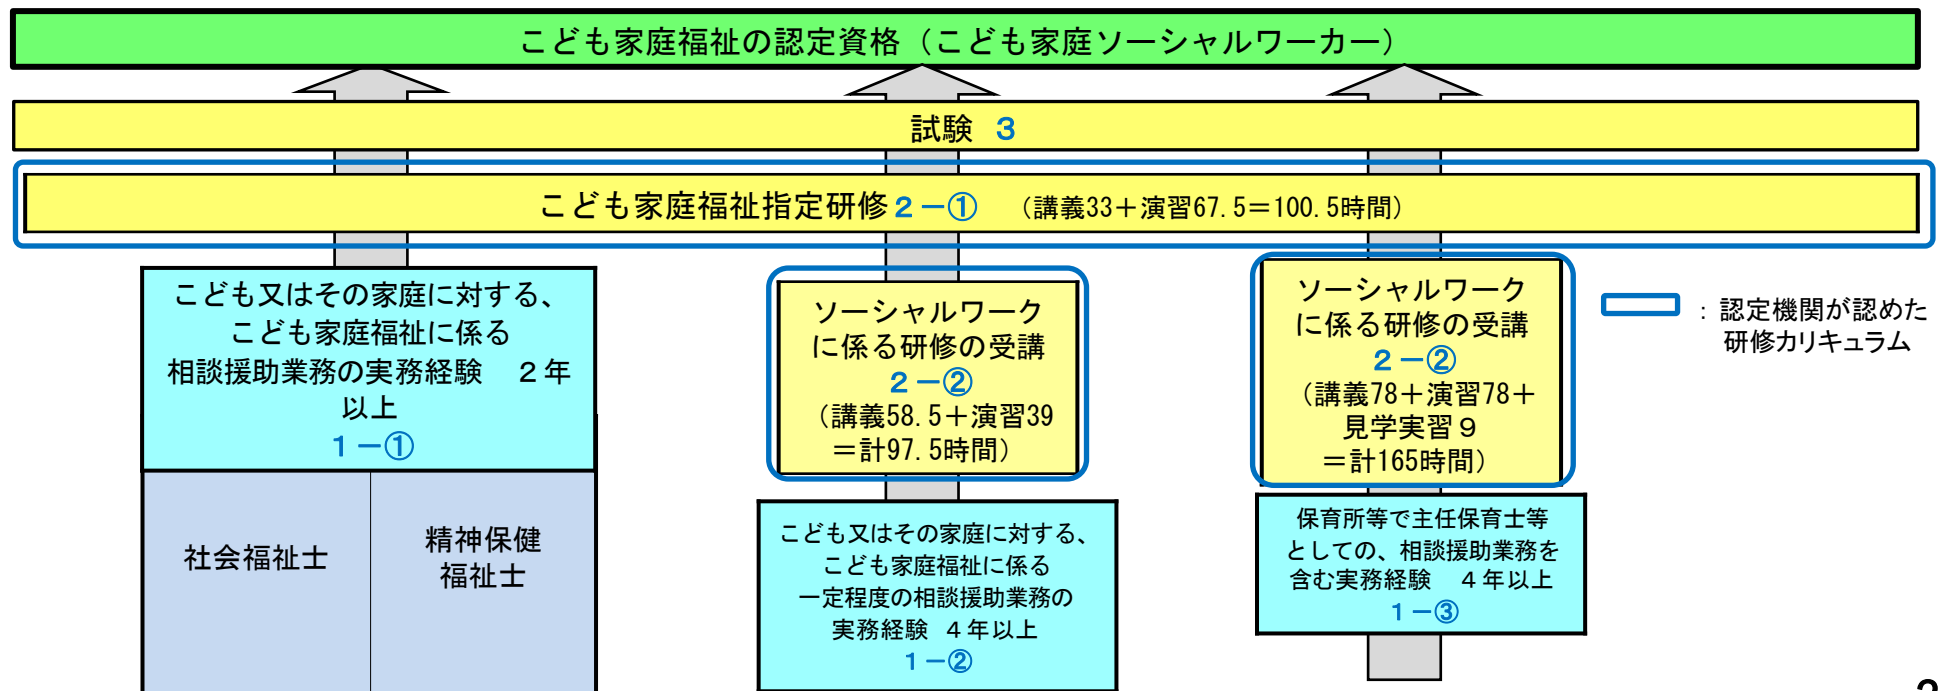 こども家庭福祉の認定資格（こども家庭ソーシャルワーカー）
試験　3
こども家庭福祉指定研修２－①　（講義33＋演習67.5＝100.5時間）
こども又はその家庭に対する、
こども家庭福祉に係る
相談援助業務の実務経験　２年
以上
１－①
社会福祉士
精神保健
福祉士
ソーシャルワーク
に係る研修の受講
２－②
（講義58.5＋演習39
＝計97.5時間）
こども又はその家庭に対する、
こども家庭福祉に係る
一定程度の相談援助業務の
実務経験　４年以上
１－②
ソーシャルワーク
に係る研修の受講
２－②
（講義78＋演習78＋
見学実習９
＝計165時間）
保育所等で主任保育士等
としての、相談援助業務を
含む実務経験　４年以上
１－③
：認定機関が認めた
研修カリキュラム